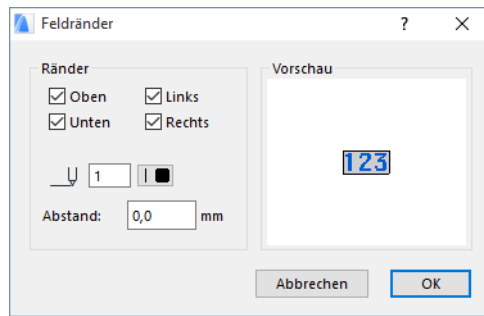 Feldränder ?
Ränder
Oben Links
Unten Rechts
1
Abstand: 0,0 mm
Vorschau
123
Abbrechen OK